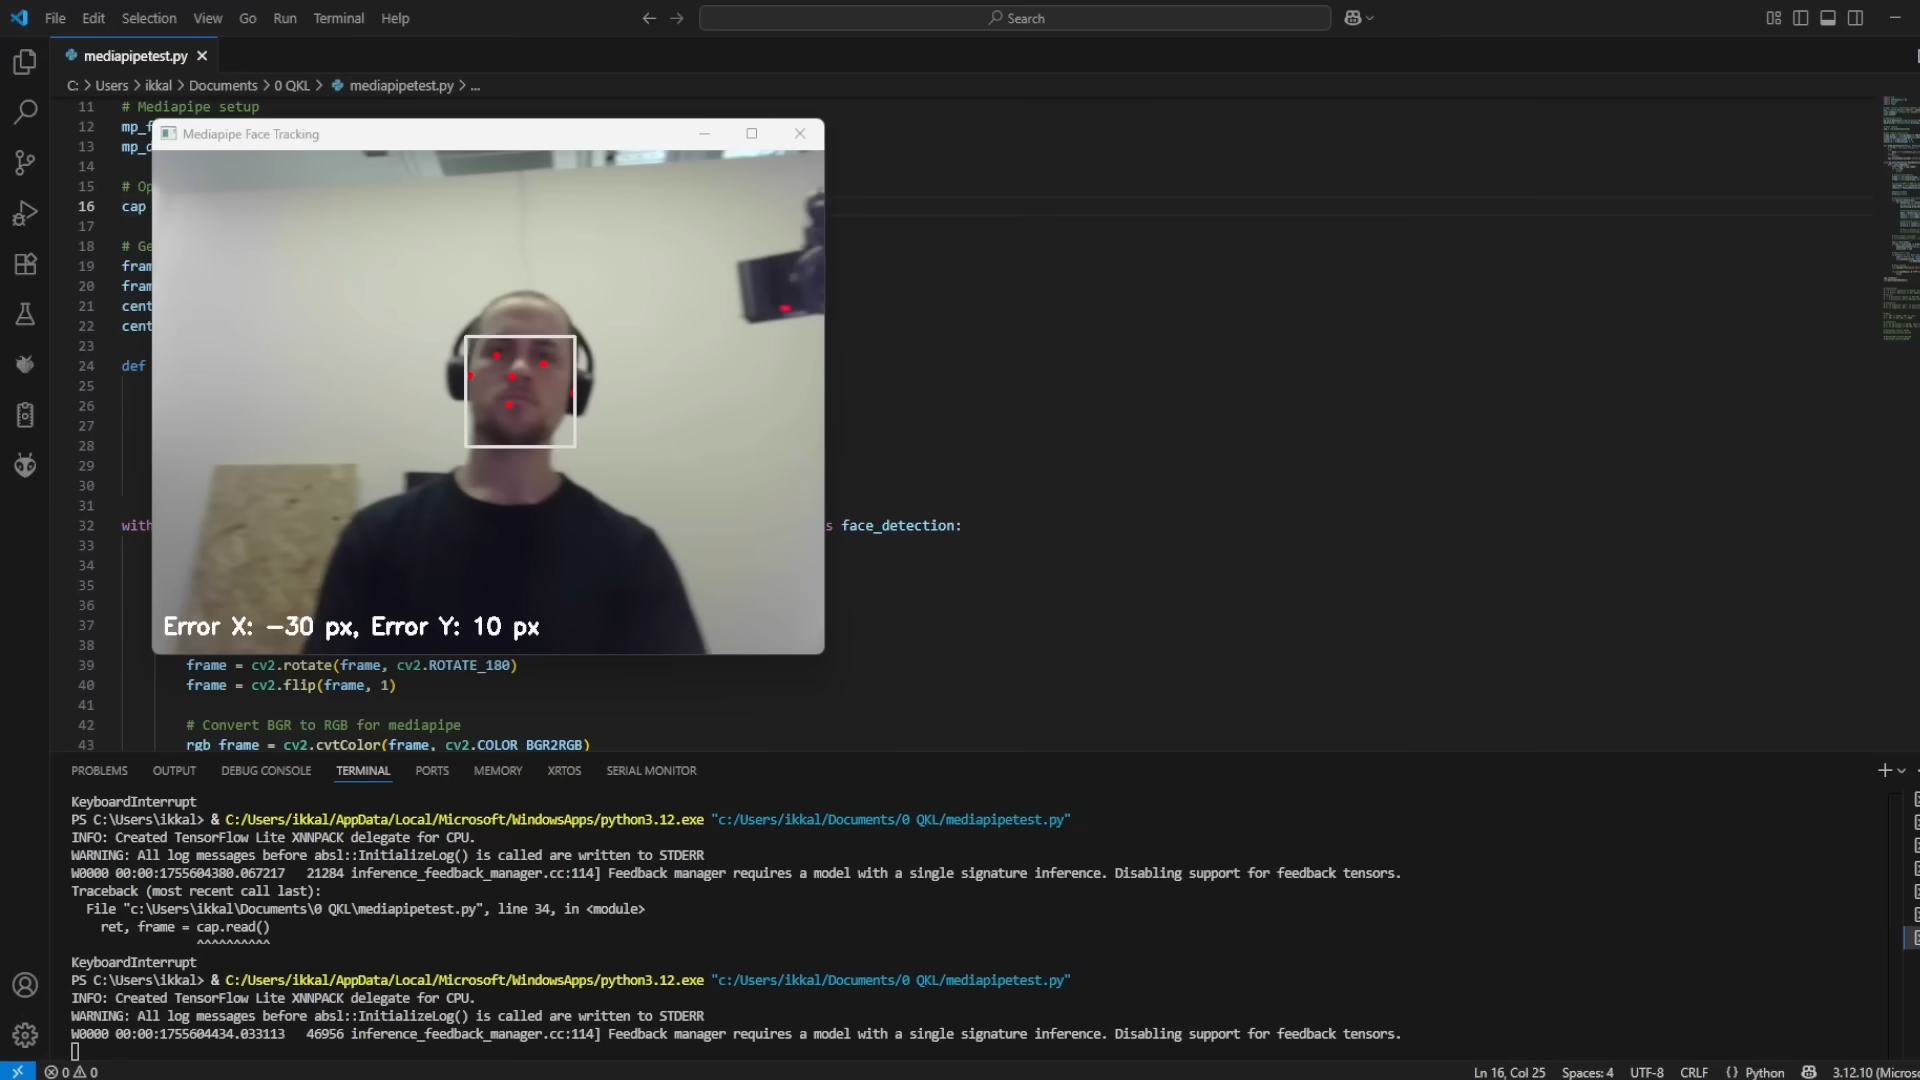 File Edit Selection View Go Run Terminal Help
Search
mediapipetest.py
C: > Users > ikkal > Documents > 0 QKL > mediapipetest.py > ...
11 # Mediapipe setup
12 mp_f
13 mp_d
14
15 # Op
16 cap
17
18 # Ge
19 fram
20 fram
21 cent
22 cent
23
24 def
25
26
27
28
29
30
31
32 with s face_detection:
33
34
35
36
37
38
39 frame = cv2.rotate(frame, cv2.ROTATE_180)
40 frame = cv2.flip(frame, 1)
41
42 # Convert BGR to RGB for mediapipe
43 rgb_frame = cv2.cvtColor(frame, cv2.COLOR_BGR2RGB)
Mediapipe Face Tracking
Error X: -30 px, Error Y: 10 px
PROBLEMS OUTPUT DEBUG CONSOLE TERMINAL PORTS MEMORY XRTOS SERIAL MONITOR
KeyboardInterrupt
PS C:\Users\ikkal> & C:/Users/ikkal/AppData/Local/Microsoft/WindowsApps/python3.12.exe "c:/Users/ikkal/Documents/0 QKL/mediapipetest.py"
INFO: Created TensorFlow Lite XNNPACK delegate for CPU.
WARNING: All log messages before absl::InitializeLog() is called are written to STDERR
W0000 00:00:1755604380.067217 21284 inference_feedback_manager.cc:114] Feedback manager requires a model with a single signature inference. Disabling support for feedback tensors.
Traceback (most recent call last):
File "c:\Users\ikkal\Documents\0 QKL\mediapipetest.py", line 34, in <module>
ret, frame = cap.read()
^^^^^^^^^^
KeyboardInterrupt
PS C:\Users\ikkal> & C:/Users/ikkal/AppData/Local/Microsoft/WindowsApps/python3.12.exe "c:/Users/ikkal/Documents/0 QKL/mediapipetest.py"
INFO: Created TensorFlow Lite XNNPACK delegate for CPU.
WARNING: All log messages before absl::InitializeLog() is called are written to STDERR
W0000 00:00:1755604434.033113 46956 inference_feedback_manager.cc:114] Feedback manager requires a model with a single signature inference. Disabling support for feedback tensors.
0 0 Ln 16, Col 25 Spaces: 4 UTF-8 CRLF {} Python 3.12.10 (Micros